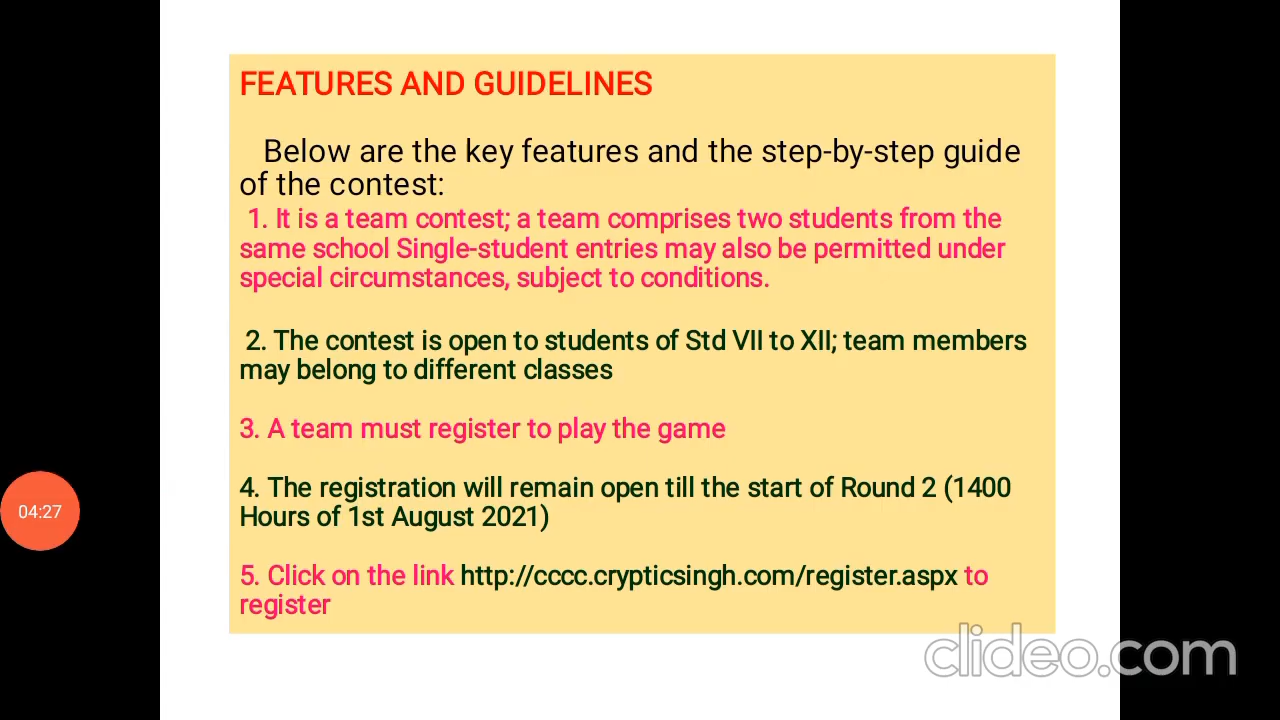 FEATURES AND GUIDELINES
Below are the key features and the step-by-step guide
of the contest:
1. It is a team contest; a team comprises two students from the
same school Single-student entries may also be permitted under
special circumstances, subject to conditions.
2. The contest is open to students of Std VII to XII; team members
may belong to different classes
3. A team must register to play the game
4. The registration will remain open till the start of Round 2 (1400
Hours of 1st August 2021)
04:27
5. Click on the link http://cccc.crypticsingh.com/register.aspx to
register
clideo.com